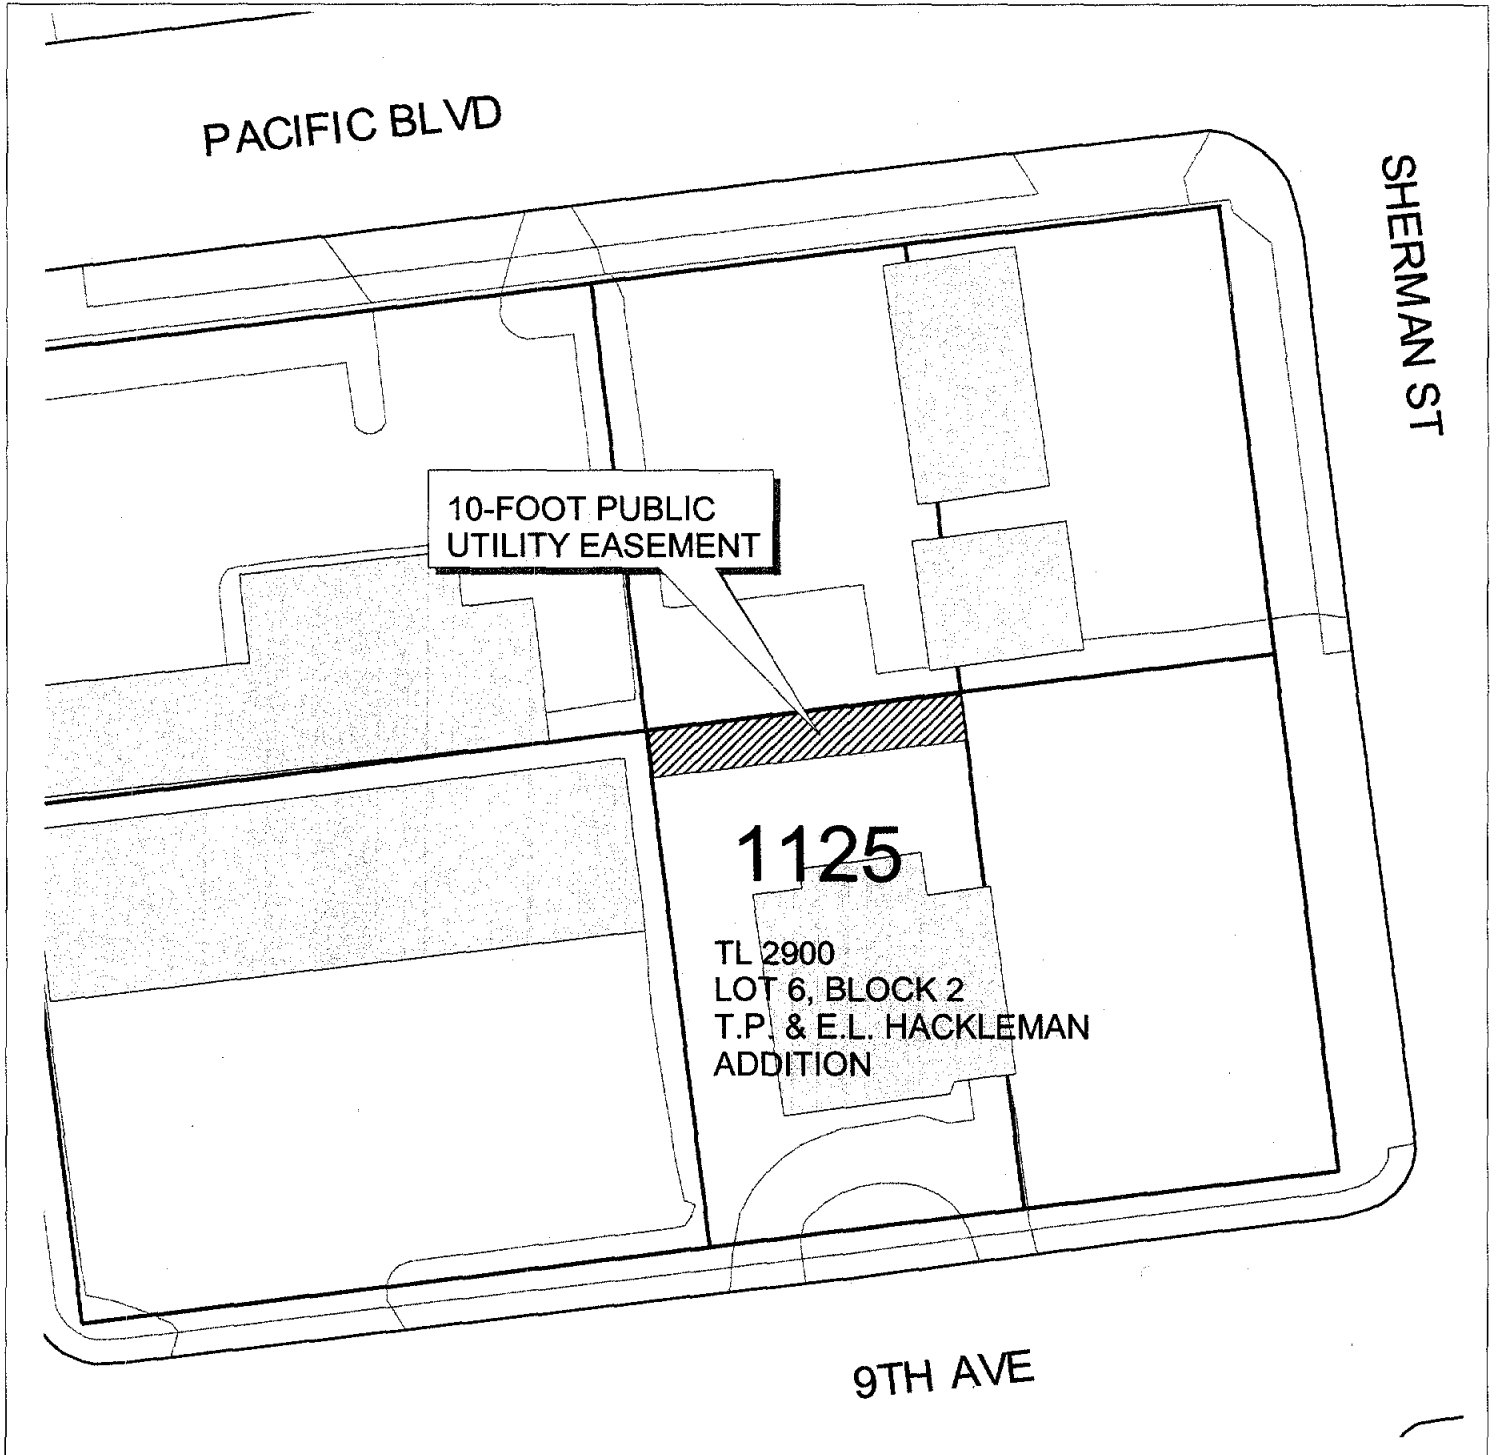 PACIFIC BLVD
SHERMAN ST
10-FOOT PUBLIC
UTILITY EASEMENT
1125
TL 2900
LOT 6, BLOCK 2
T.P. & E.L. HACKLEMAN
ADDITION
9TH AVE